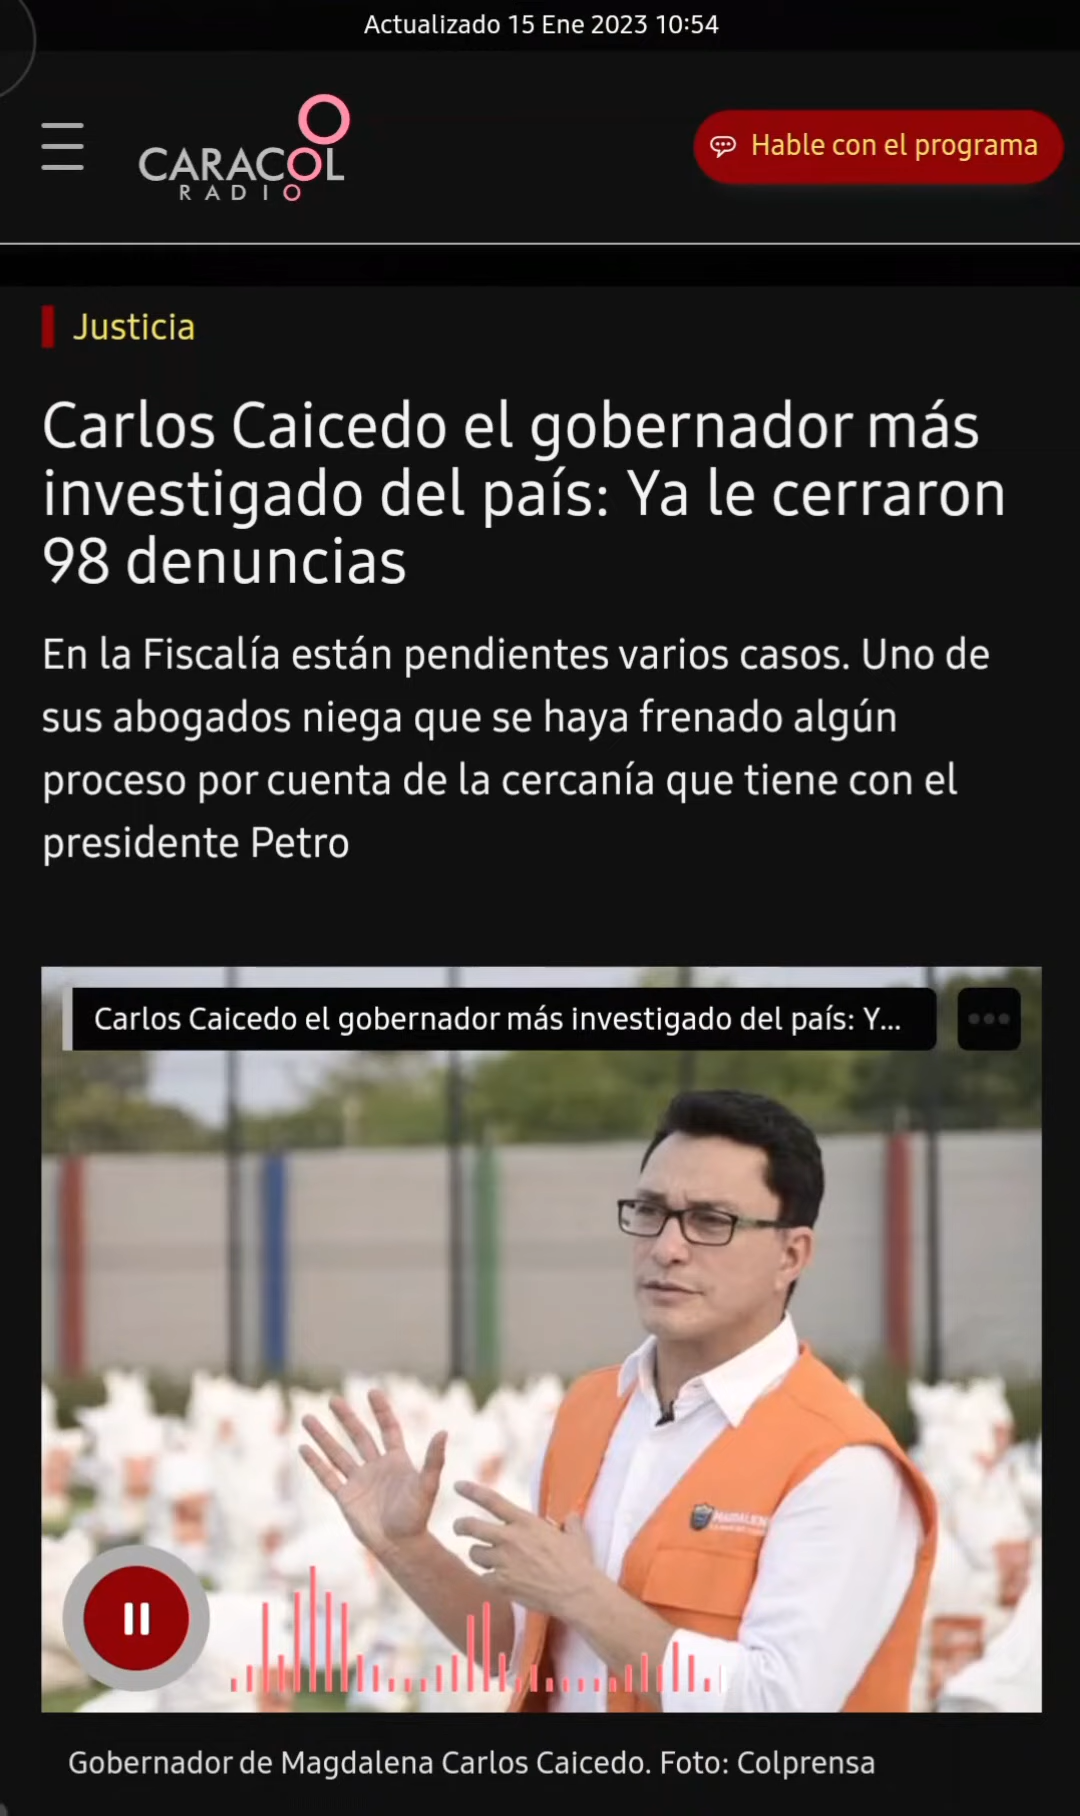 Actualizado 15 Ene 2023 10:54
CARACOL
RADIO
Hable con el programa
Justicia
Carlos Caicedo el gobernador más
investigado del país: Ya le cerraron
98 denuncias
En la Fiscalía están pendientes varios casos. Uno de
sus abogados niega que se haya frenado algún
proceso por cuenta de la cercanía que tiene con el
presidente Petro
Carlos Caicedo el gobernador más investigado del país: Y...
Gobernador de Magdalena Carlos Caicedo. Foto: Colprensa